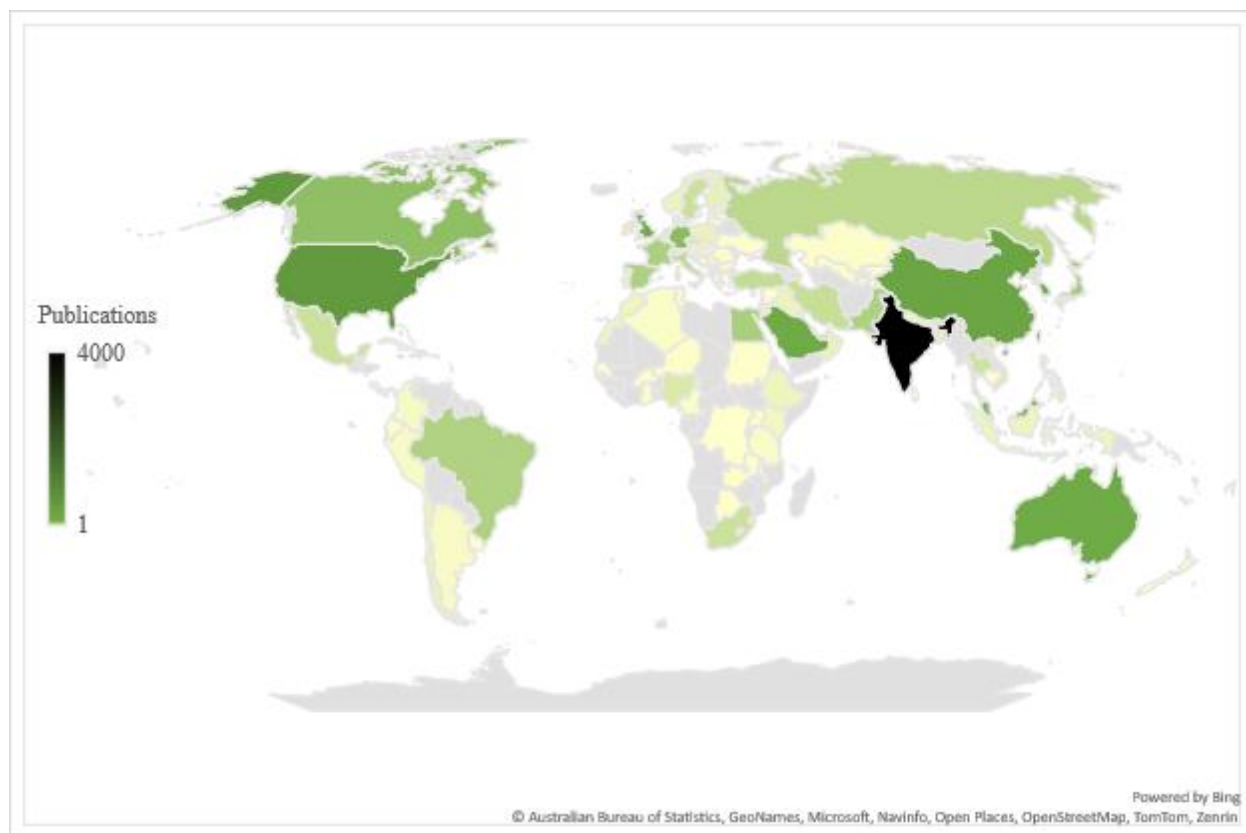 Publications
4000
1
Powered by Bing
© Australian Bureau of Statistics, GeoNames, Microsoft, Navinfo, Open Places, OpenStreetMap, TomTom, Zenrin